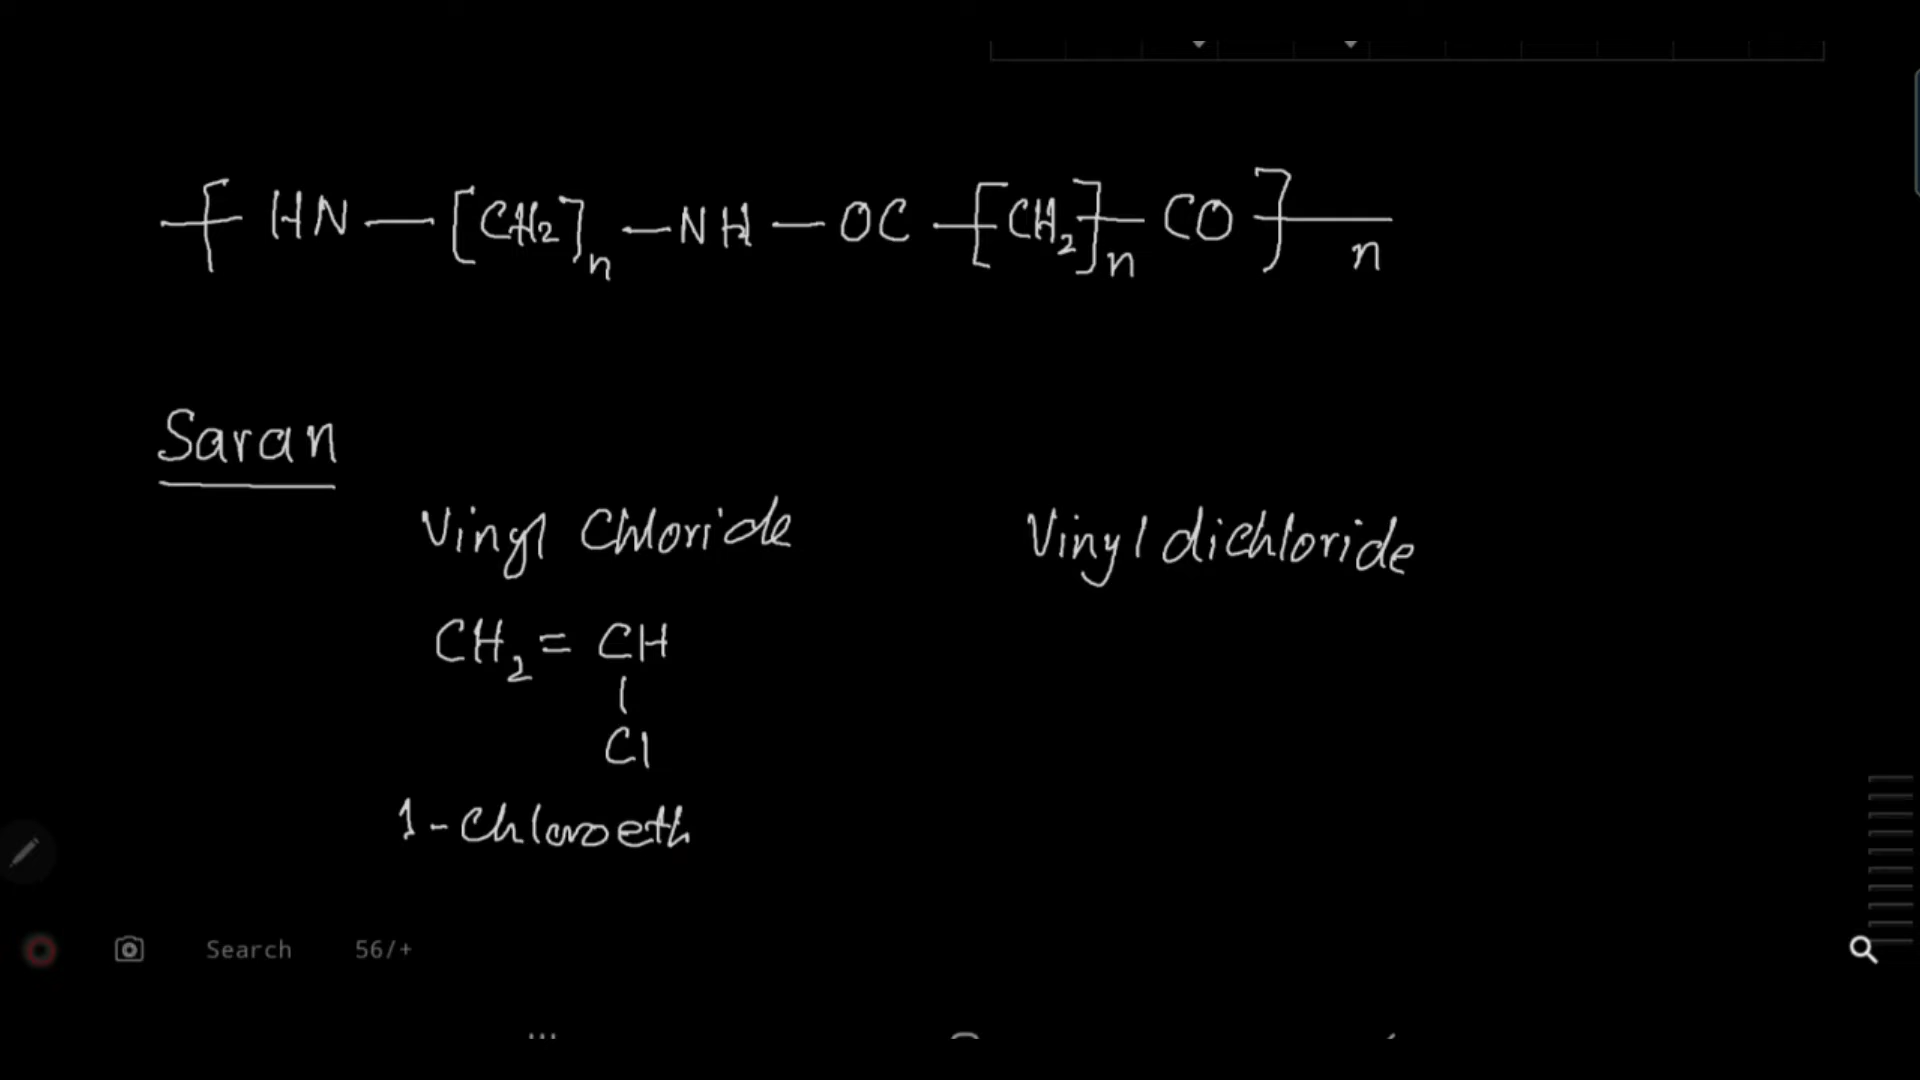 -[ HN - [CH2]n - NH - OC -[CH2]n- CO ]-n
Saran
Vinyl Chloride Vinyl dichloride
CH2 = CH
|
Cl
1-Chloroeth
Search 56/+